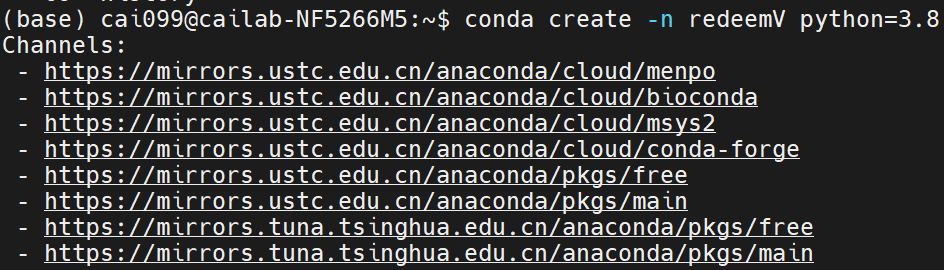 (base) cai099@cailab-NF5266M5:~$ conda create -n redeemV python=3.8
Channels:
- https://mirrors.ustc.edu.cn/anaconda/cloud/menpo
- https://mirrors.ustc.edu.cn/anaconda/cloud/bioconda
- https://mirrors.ustc.edu.cn/anaconda/cloud/msys2
- https://mirrors.ustc.edu.cn/anaconda/cloud/conda-forge
- https://mirrors.ustc.edu.cn/anaconda/pkgs/free
- https://mirrors.ustc.edu.cn/anaconda/pkgs/main
- https://mirrors.tuna.tsinghua.edu.cn/anaconda/pkgs/free
- https://mirrors.tuna.tsinghua.edu.cn/anaconda/pkgs/main